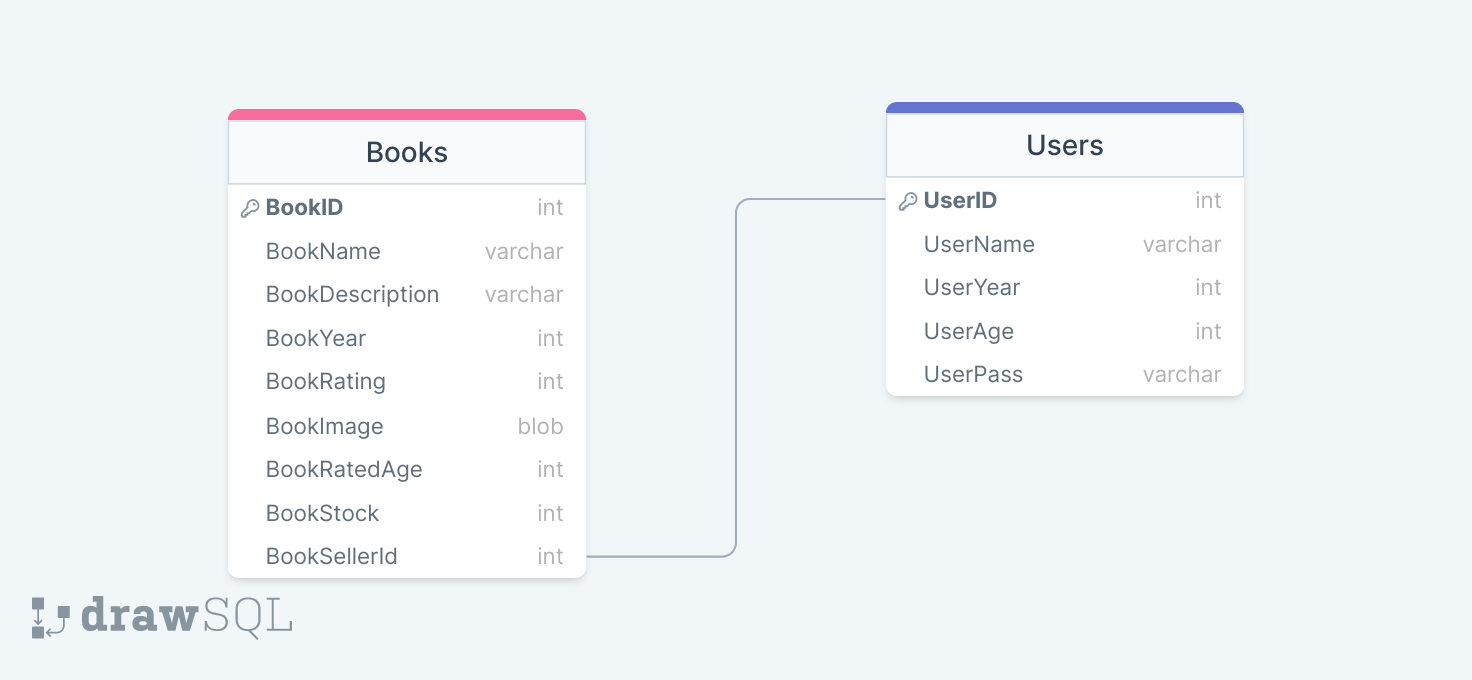 Books
BookID int
BookName varchar
BookDescription varchar
BookYear int
BookRating int
BookImage blob
BookRatedAge int
BookStock int
BookSellerId int
Users
UserID int
UserName varchar
UserYear int
UserAge int
UserPass varchar
drawSQL